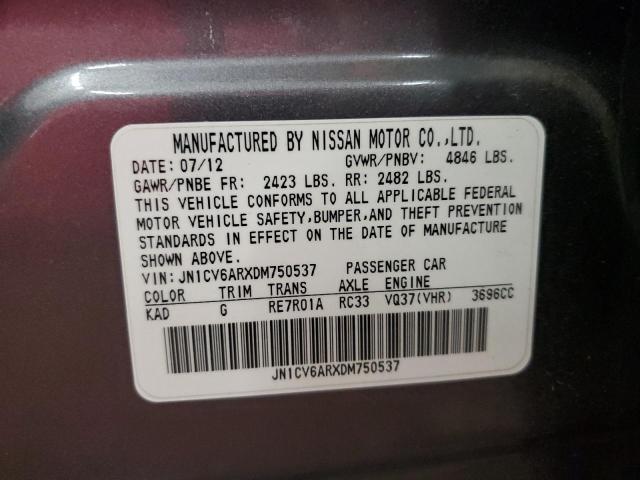 MANUFACTURED BY NISSAN MOTOR CO.,LTD.
DATE: 07/12 GVWR/PNBV: 4846 LBS.
GAWR/PNBE FR: 2423 LBS. RR: 2482 LBS.
THIS VEHICLE CONFORMS TO ALL APPLICABLE FEDERAL
MOTOR VEHICLE SAFETY,BUMPER,AND THEFT PREVENTION
STANDARDS IN EFFECT ON THE DATE OF MANUFACTURE
SHOWN ABOVE.
VIN: JN1CV6ARXDM750537 PASSENGER CAR
COLOR TRIM TRANS AXLE ENGINE
KAD G RE7R01A RC33 VQ37(VHR) 3696CC
JN1CV6ARXDM750537